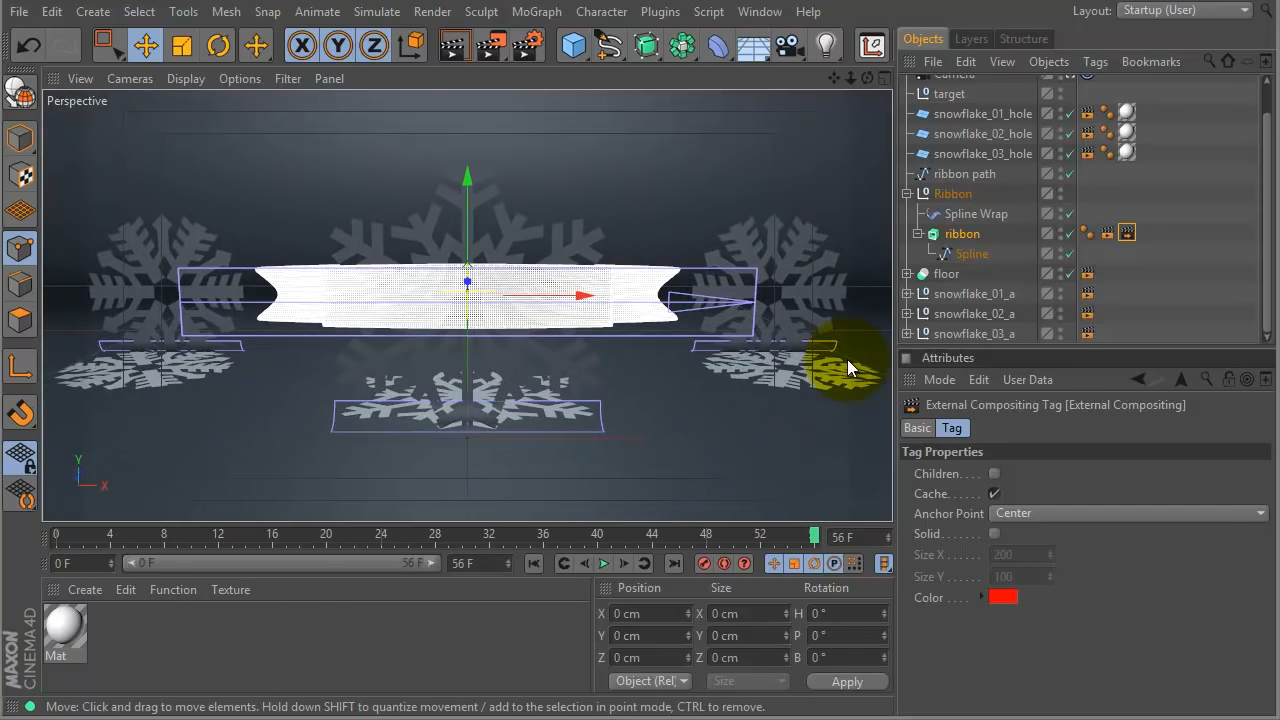 File Edit Create Select Tools Mesh Snap Animate Simulate Render Sculpt MoGraph Character Plugins Script Window Help
Layout: Startup (User)
Objects Layers Structure
File Edit View Objects Tags Bookmarks
View Cameras Display Options Filter Panel
Perspective
Camera
target
snowflake_01_hole
snowflake_02_hole
snowflake_03_hole
ribbon path
Ribbon
Spline Wrap
ribbon
Spline
floor
snowflake_01_a
snowflake_02_a
snowflake_03_a
Attributes
Mode Edit User Data
External Compositing Tag [External Compositing]
Basic Tag
Tag Properties
Children. . . .
Cache. . . . . .
Anchor Point Center
Solid. . . . . . .
Size X . . . . . 200
Size Y . . . . . 100
Color . . . .
Y
X
0 4 8 12 16 20 24 28 32 36 40 44 48 52 56 F
0 F 0 F 56 F 56 F
Create Edit Function Texture
Mat
Position Size Rotation
X 0 cm X 0 cm H 0 °
Y 0 cm Y 0 cm P 0 °
Z 0 cm Z 0 cm B 0 °
Object (Rel) Size Apply
MAXON
CINEMA 4D
Move: Click and drag to move elements. Hold down SHIFT to quantize movement / add to the selection in point mode, CTRL to remove.